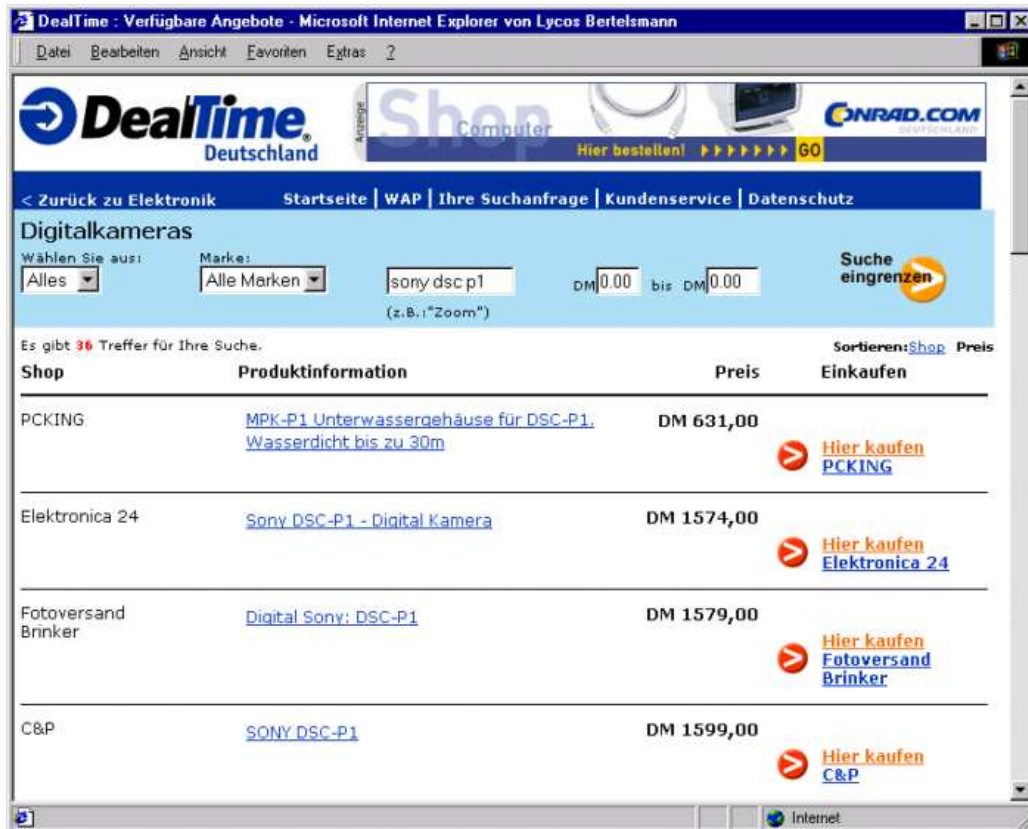 DealTime : Verfügbare Angebote - Microsoft Internet Explorer von Lycos Bertelsmann
Datei Bearbeiten Ansicht Favoriten Extras ?
DealTime®
Deutschland
Anzeige
Shop
Computer
CONRAD.COM
DEUTSCHLAND
Hier bestellen! GO
< Zurück zu Elektronik Startseite | WAP | Ihre Suchanfrage | Kundenservice | Datenschutz
Digitalkameras
Wählen Sie aus: Marke:
Alles Alle Marken sony dsc p1 DM 0.00 bis DM 0.00 Suche eingrenzen
(z.B.:"Zoom")
Es gibt 36 Treffer für Ihre Suche. Sortieren:Shop Preis
Shop Produktinformation Preis Einkaufen
PCKING MPK-P1 Unterwassergehäuse für DSC-P1. DM 631,00
Wasserdicht bis zu 30m
Hier kaufen
PCKING
Elektronica 24 Sony DSC-P1 - Digital Kamera DM 1574,00
Hier kaufen
Elektronica 24
Fotoversand Digital Sony: DSC-P1 DM 1579,00
Brinker
Hier kaufen
Fotoversand
Brinker
C&P SONY DSC-P1 DM 1599,00
Hier kaufen
C&P
Internet